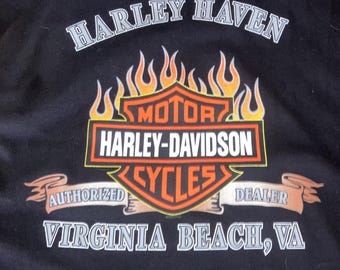 HARLEY HAVEN
MOTOR
HARLEY-DAVIDSON
CYCLES
AUTHORIZED DEALER
VIRGINIA BEACH, VA